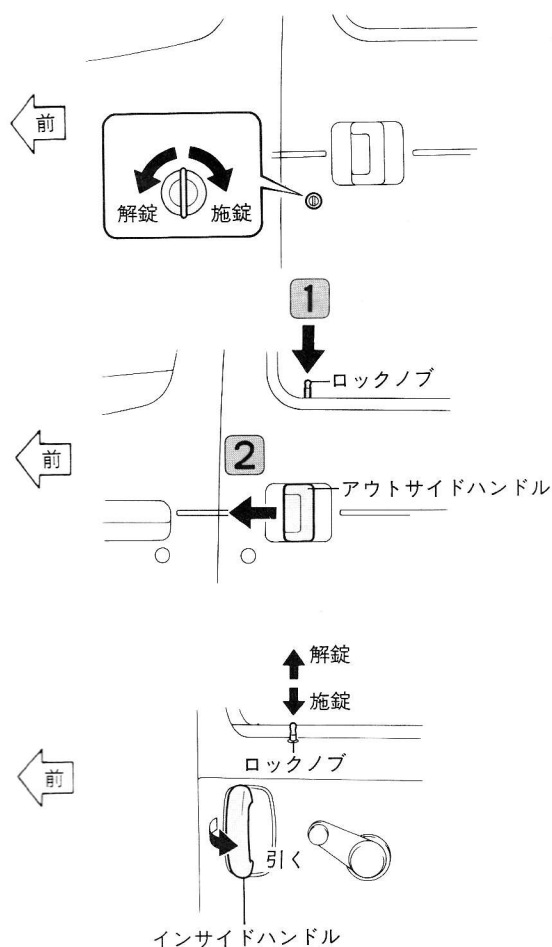 前
解錠
施錠
1
ロックノブ
前
2
アウトサイドハンドル
解錠
施錠
ロックノブ
前
引く
インサイドハンドル